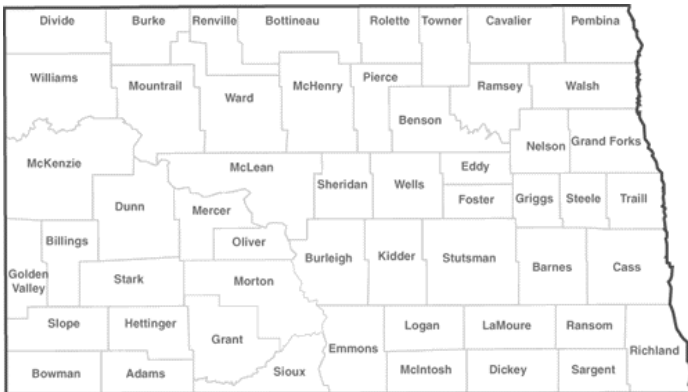 Divide
Burke
Renville
Bottineau
Rolette
Towner
Cavalier
Pembina
Williams
Mountrail
Ward
McHenry
Pierce
Benson
Ramsey
Walsh
McKenzie
McLean
Sheridan
Wells
Eddy
Foster
Nelson
Grand Forks
Dunn
Mercer
Oliver
Griggs
Steele
Traill
Golden
Valley
Billings
Stark
Morton
Burleigh
Kidder
Stutsman
Barnes
Cass
Slope
Hettinger
Grant
Emmons
Logan
LaMoure
Ransom
Richland
Bowman
Adams
Sioux
McIntosh
Dickey
Sargent